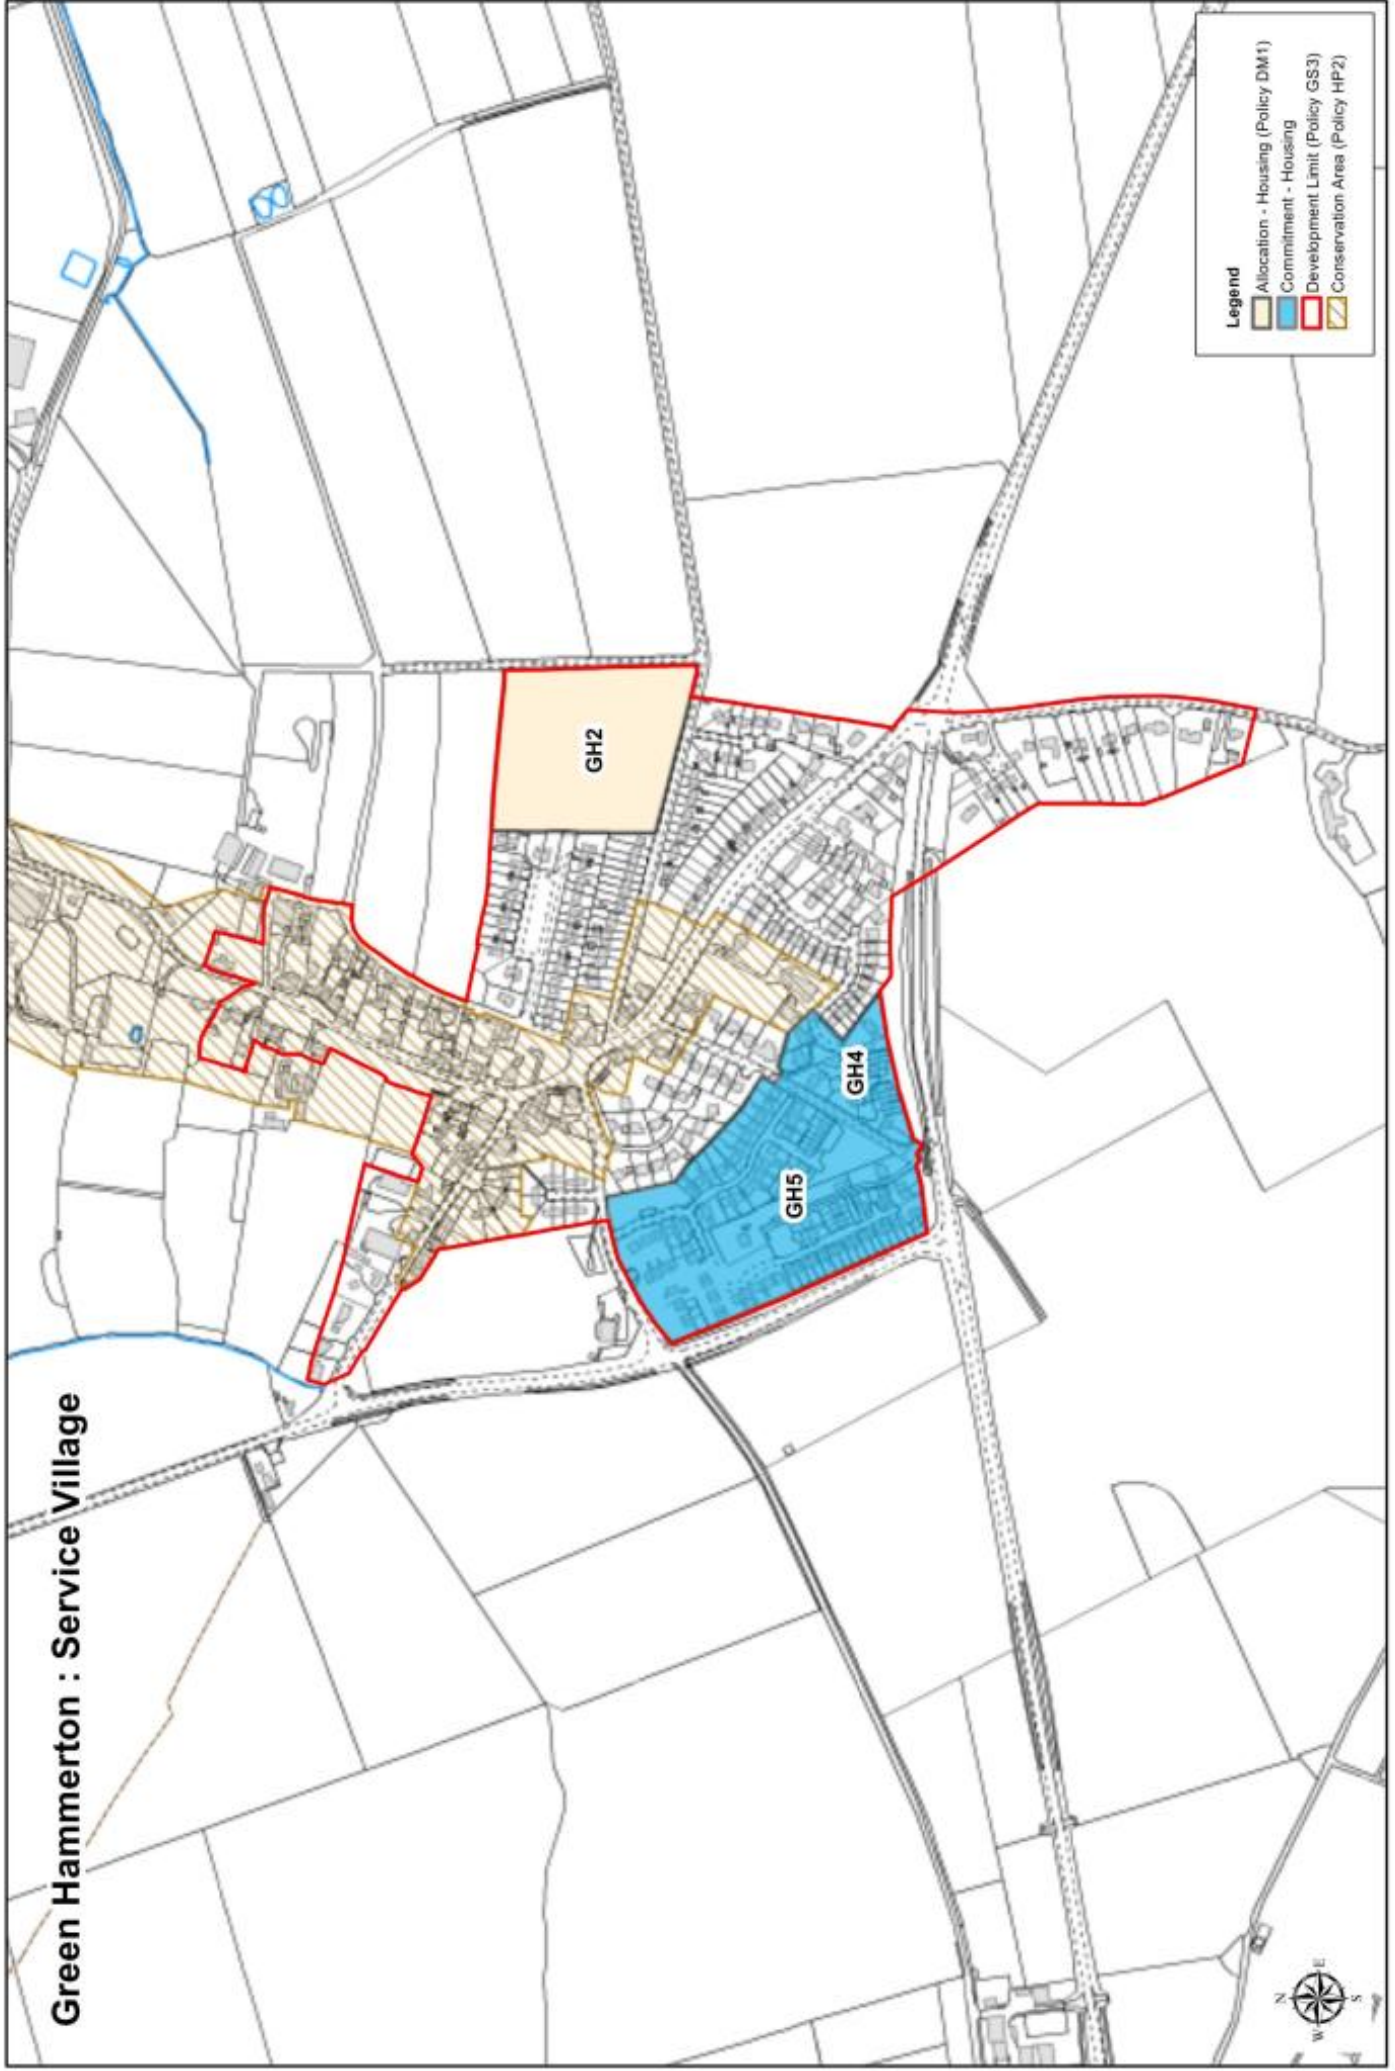 Green Hammerton : Service Village
GH2
GH4
GH5
Legend
Allocation - Housing (Policy DM1)
Commitment - Housing
Development Limit (Policy GS3)
Conservation Area (Policy HP2)
N
W
E
S